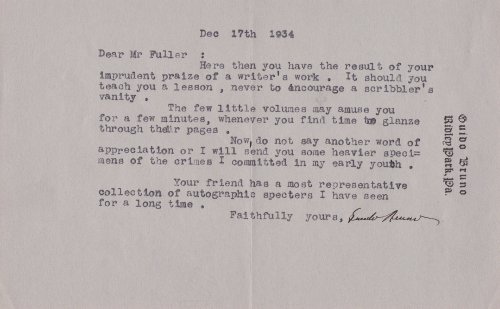 Dec 17th 1934
Dear Mr Fuller :
Here then you have the result of your
imprudent praize of a writer's work . It should you
teach you a lesson , never to encourage a scribbler's
vanity .
The few little volumes may amuse you
for a few minutes, whenever you find time to glanze
through their pages .
Now, do not say another word of
appreciation or I will send you some heavier speci=
mens of the crimes I committed in my early youth .
Your friend has a most representative
collection of autographic specters I have seen
for a long time .
Faithfully yours, Guido Bruno
Guido Bruno
Ridley Park, Pa.